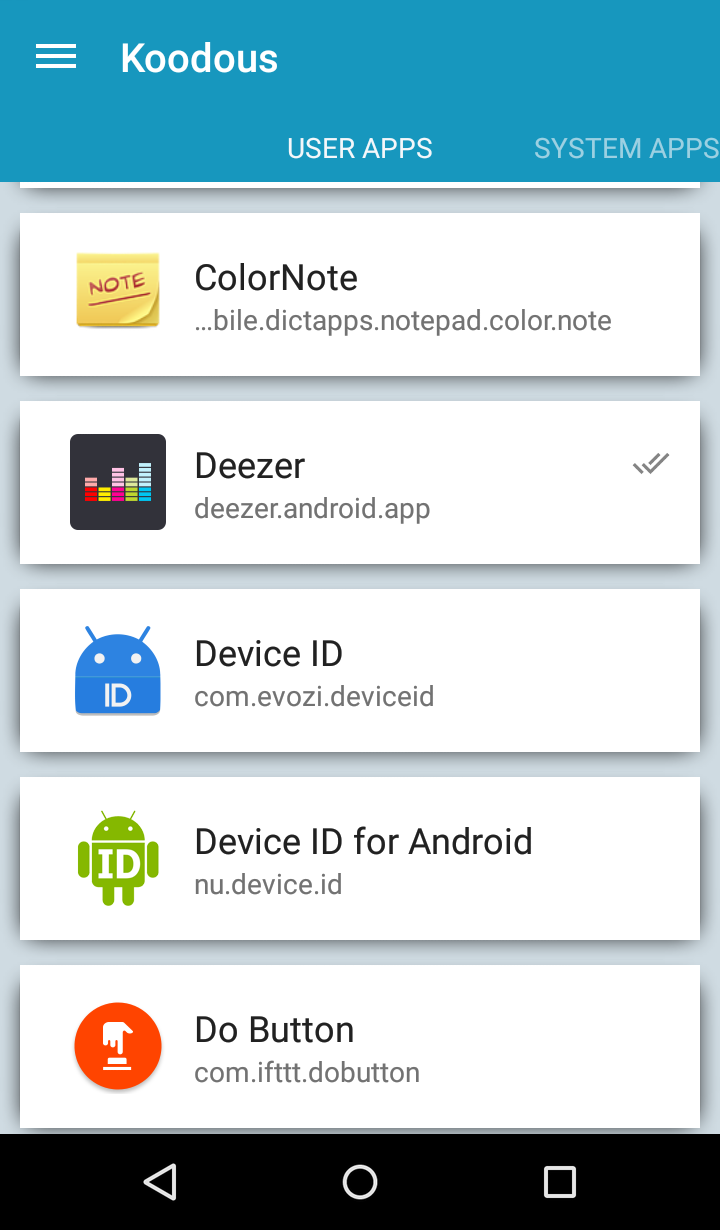 Koodous
USER APPS
SYSTEM APPS
NOTE
ColorNote
...bile.dictapps.notepad.color.note
Deezer
deezer.android.app
ID
Device ID
com.evozi.deviceid
ID
Device ID for Android
nu.device.id
Do Button
com.ifttt.dobutton